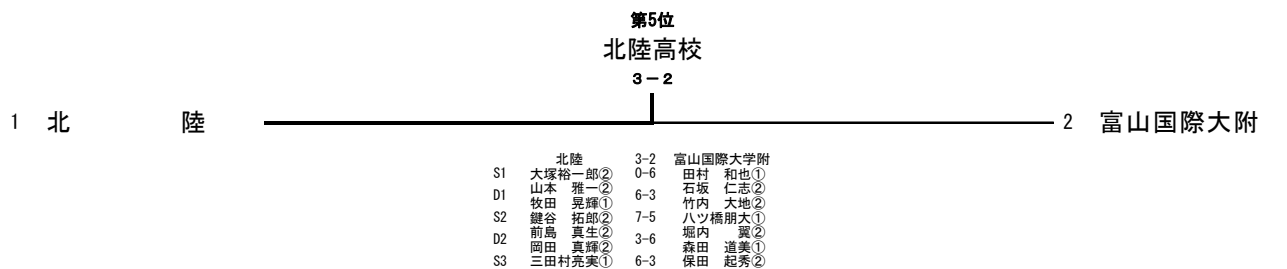 第5位
北陸高校
3－2
1 北　　陸 2 富山国際大附
北陸 3-2 富山国際大学附
S1 大塚裕一郎② 0-6 田村　和也①
D1 山本　雅一② 6-3 石坂　仁志②
牧田　晃輝① 竹内　大地②
S2 鍵谷　拓郎② 7-5 八ツ橋朋大①
D2 前島　真生② 3-6 堀内　　翼②
岡田　真輝② 森田　道美①
S3 三田村亮実① 6-3 保田　起秀②